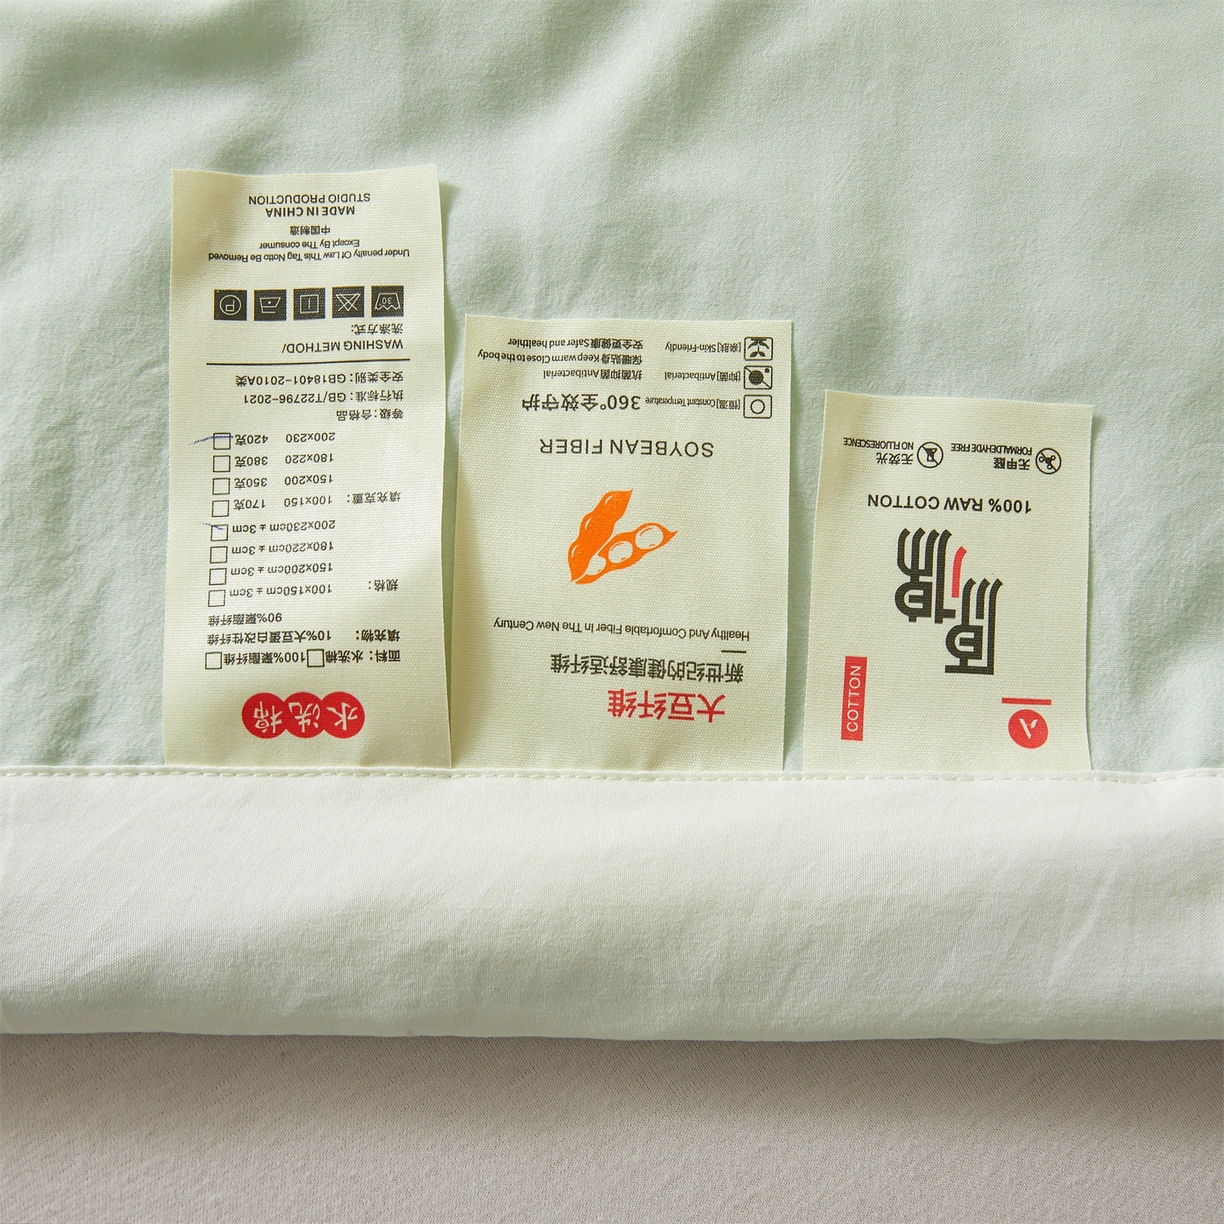 水洗棉
面料：水洗棉□100%聚酯纤维□
填充物： 10%大豆蛋白改性纤维
90%聚酯纤维
规格： 100x150cm ± 3cm □
150x200cm ± 3cm □
180x220cm ± 3cm □
200x230cm ± 3cm □
填充克重： 100x150 170克 □
150x200 350克 □
180x220 380克 □
200x230 420克 □
等级：合格品
执行标准：GB/T22796-2021
安全类别：GB18401-2010A类
WASHING METHOD/
洗涤方式：
30
P
Under penalty Of Law This Tag Notto Be Removed
Except By The consumer
中国制造
MADE IN CHINA
STUDIO PRODUCTION
大豆纤维
新世纪的健康舒适纤维
Healthy And Comfortable Fiber In The New Century
SOYBEAN FIBER
[恒温] Constant Temperature 360°全效守护
[抑菌] Antibacterial 抗菌抑菌 Antibacterial
保暖贴身 Keep warm Close to the body
[亲肤] Skin-Friendly 安全更健康 Safer and healthier
COTTON
100% RAW COTTON
无甲醛
FORMALDEHYDE FREE
无荧光
NO FLUORESCENCE